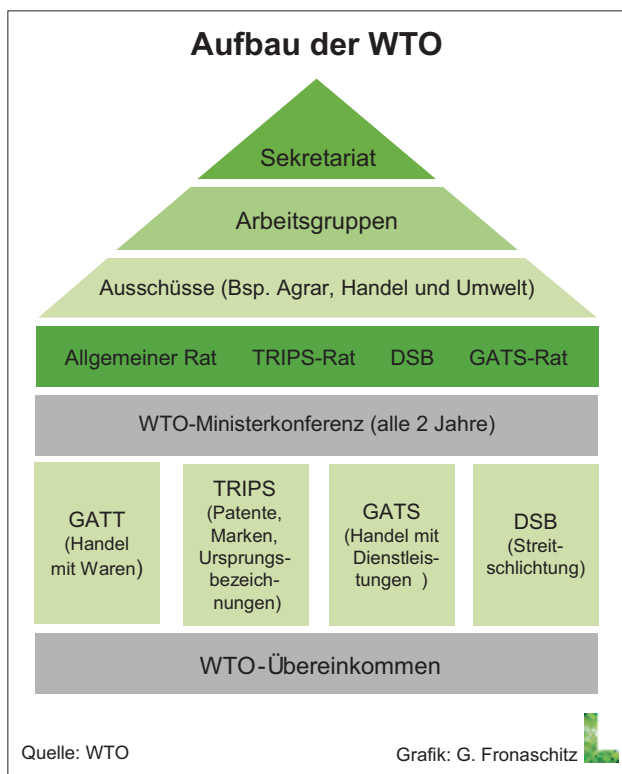 Aufbau der WTO
Sekretariat
Arbeitsgruppen
Ausschüsse (Bsp. Agrar, Handel und Umwelt)
Allgemeiner Rat TRIPS-Rat DSB GATS-Rat
WTO-Ministerkonferenz (alle 2 Jahre)
GATT
(Handel
mit Waren)
TRIPS
(Patente,
Marken,
Ursprungs-
bezeich-
nungen)
GATS
(Handel mit
Dienstleis-
tungen )
DSB
(Streit-
schlichtung)
WTO-Übereinkommen
Quelle: WTO
Grafik: G. Fronaschitz
L